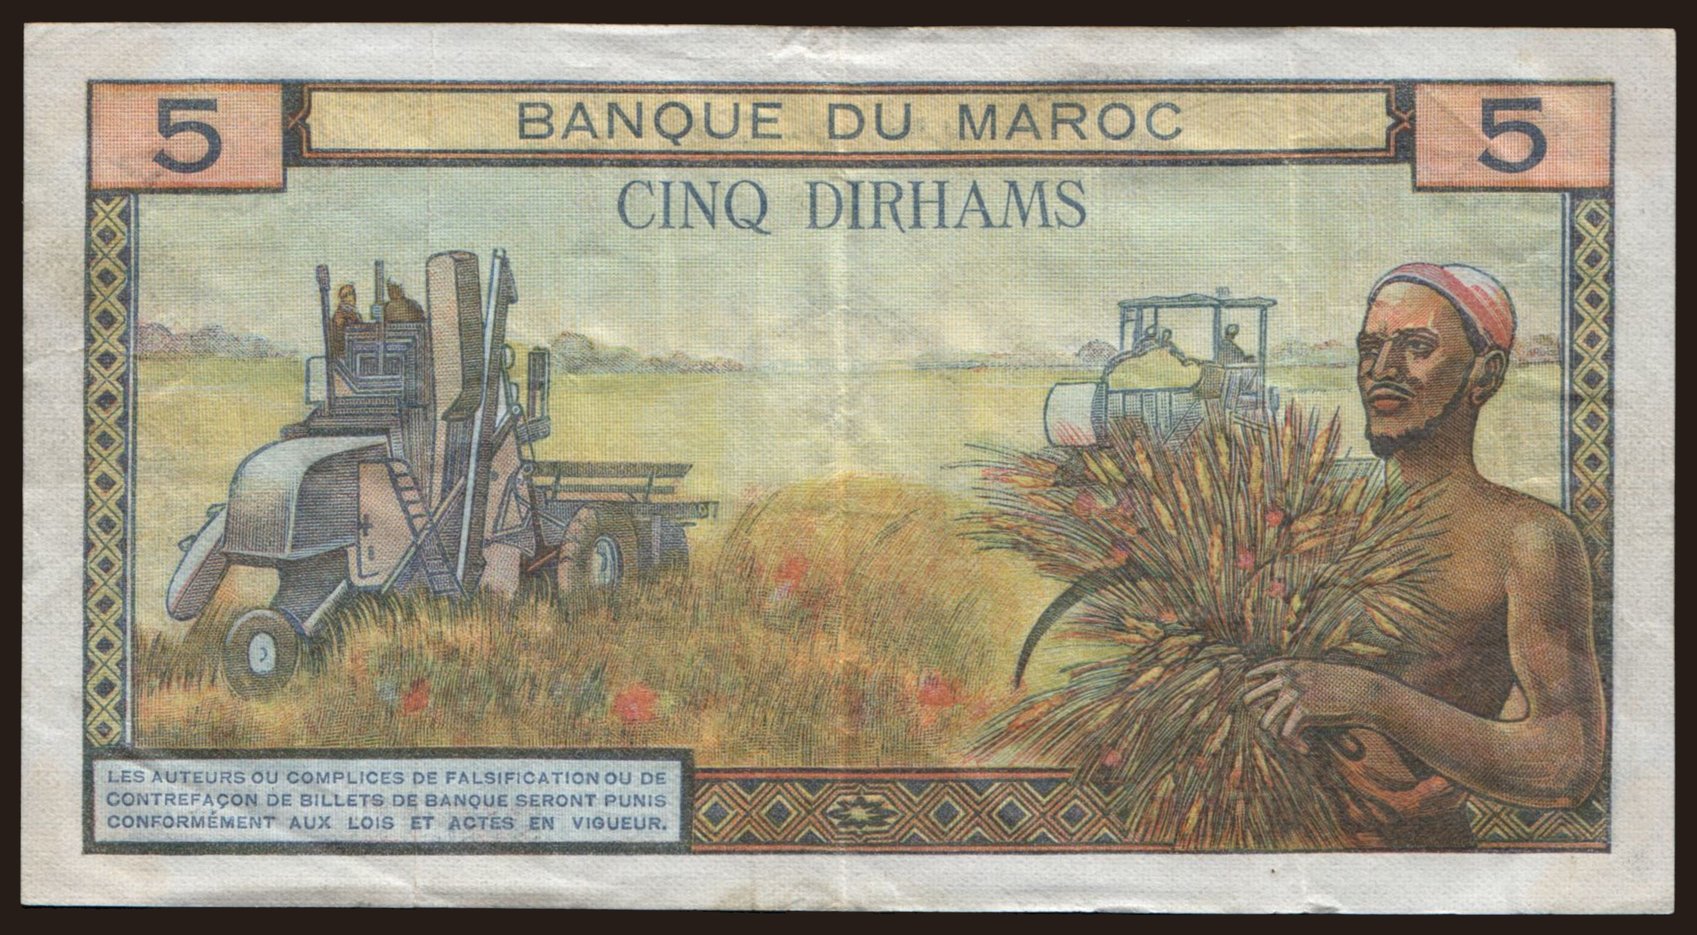 5
BANQUE DU MAROC
5
CINQ DIRHAMS
LES AUTEURS OU COMPLICES DE FALSIFICATION OU DE
CONTREFAÇON DE BILLETS DE BANQUE SERONT PUNIS
CONFORMÉMENT AUX LOIS ET ACTES EN VIGUEUR.